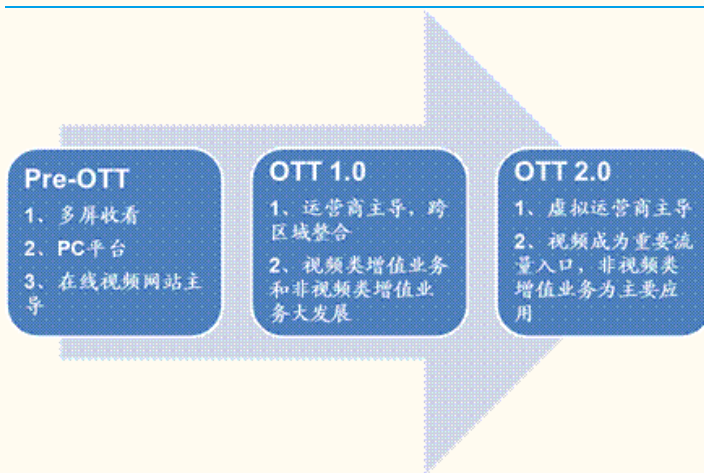 Pre-OTT
1、多屏收看
2、PC平台
3、在线视频网站主
导
OTT 1.0
1、运营商主导，跨
区域整合
2、视频类增值业务
和非视频类增值业
务大发展
OTT 2.0
1、虚拟运营商主导
2、视频成为重要流
量入口，非视频类
增值业务为主要应
用